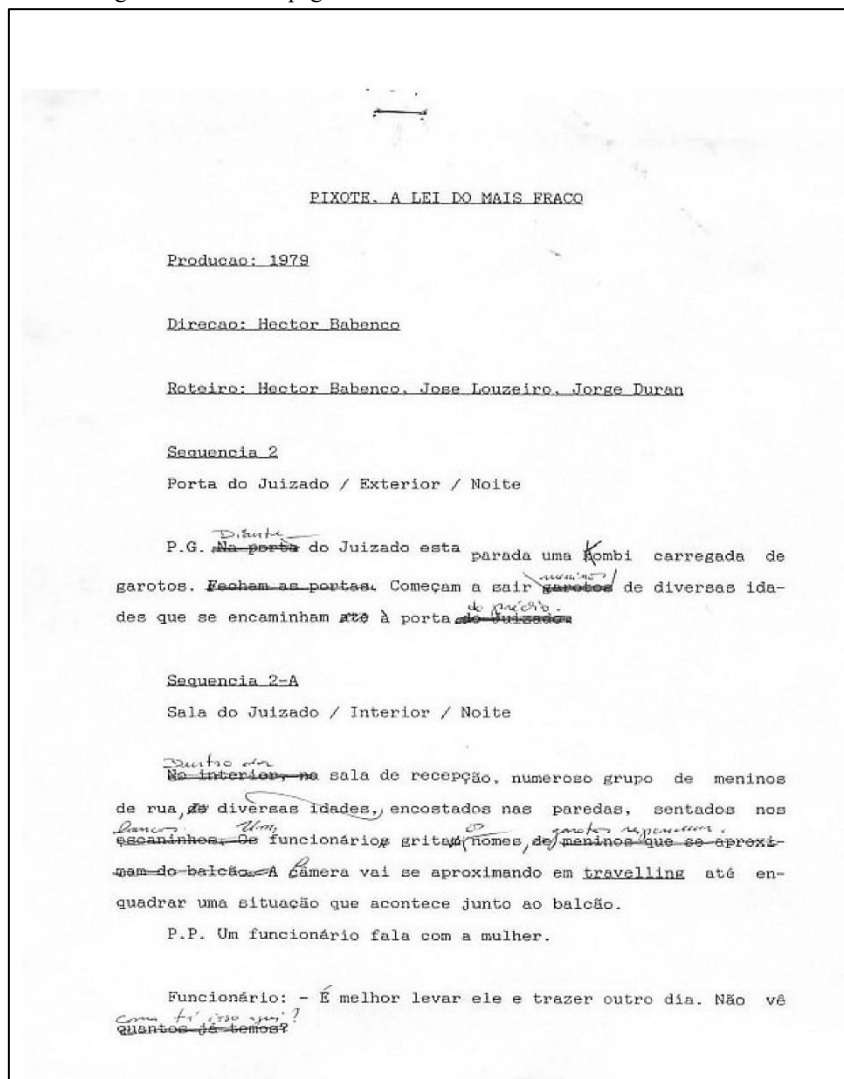 PIXOTE. A LEI DO MAIS FRACO
Producao: 1979
Direcao: Hector Babenco
Roteiro: Hector Babenco, Jose Louzeiro, Jorge Duran
Sequencia 2
Porta do Juizado / Exterior / Noite
Diante
P.G. Na porta do Juizado esta parada uma Kombi carregada de
meninos
garotos. Fecham as portas. Começam a sair garotos de diversas ida-
do prédio.
des que se encaminham até à porta do Juizado.
Sequencia 2-A
Sala do Juizado / Interior / Noite
Dentro da
No interior, na sala de recepção, numeroso grupo de meninos
de rua, de diversas idades, encostados nas paredas, sentados nos
bancos. Um o garotos
escaninhos. Os funcionários gritam nomes de meninos que se aproxi-
mam do balcão. A câmera vai se aproximando em travelling até en-
quadrar uma situação que acontece junto ao balcão.
P.P. Um funcionário fala com a mulher.
Funcionário: - É melhor levar ele e trazer outro dia. Não vê
como tá isso aqui?
quantos já temos?